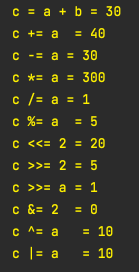 c = a + b = 30
c += a  = 40
c -= a = 30
c *= a = 300
c /= a = 1
c %= a  = 5
c <<= 2 = 20
c >>= 2 = 5
c >>= a = 1
c &= 2  = 0
c ^= a   = 10
c |= a   = 10